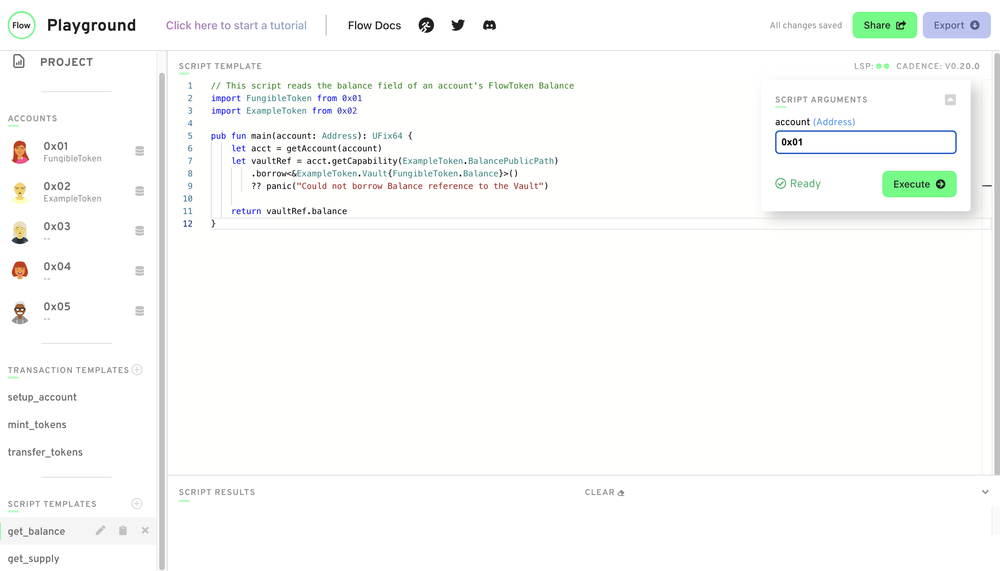 Flow
Playground
Click here to start a tutorial
Flow Docs
All changes saved
Share
Export
PROJECT
ACCOUNTS
0x01
FungibleToken
0x02
ExampleToken
0x03
--
0x04
--
0x05
--
TRANSACTION TEMPLATES
setup_account
mint_tokens
transfer_tokens
SCRIPT TEMPLATES
get_balance
get_supply
SCRIPT TEMPLATE
LSP:
CADENCE: V0.20.0
1 // This script reads the balance field of an account's FlowToken Balance
2 import FungibleToken from 0x01
3 import ExampleToken from 0x02
4
5 pub fun main(account: Address): UFix64 {
6 let acct = getAccount(account)
7 let vaultRef = acct.getCapability(ExampleToken.BalancePublicPath)
8 .borrow<&ExampleToken.Vault{FungibleToken.Balance}>()
9 ?? panic("Could not borrow Balance reference to the Vault")
10
11 return vaultRef.balance
12 }
SCRIPT ARGUMENTS
account (Address)
0x01
Ready
Execute
SCRIPT RESULTS
CLEAR